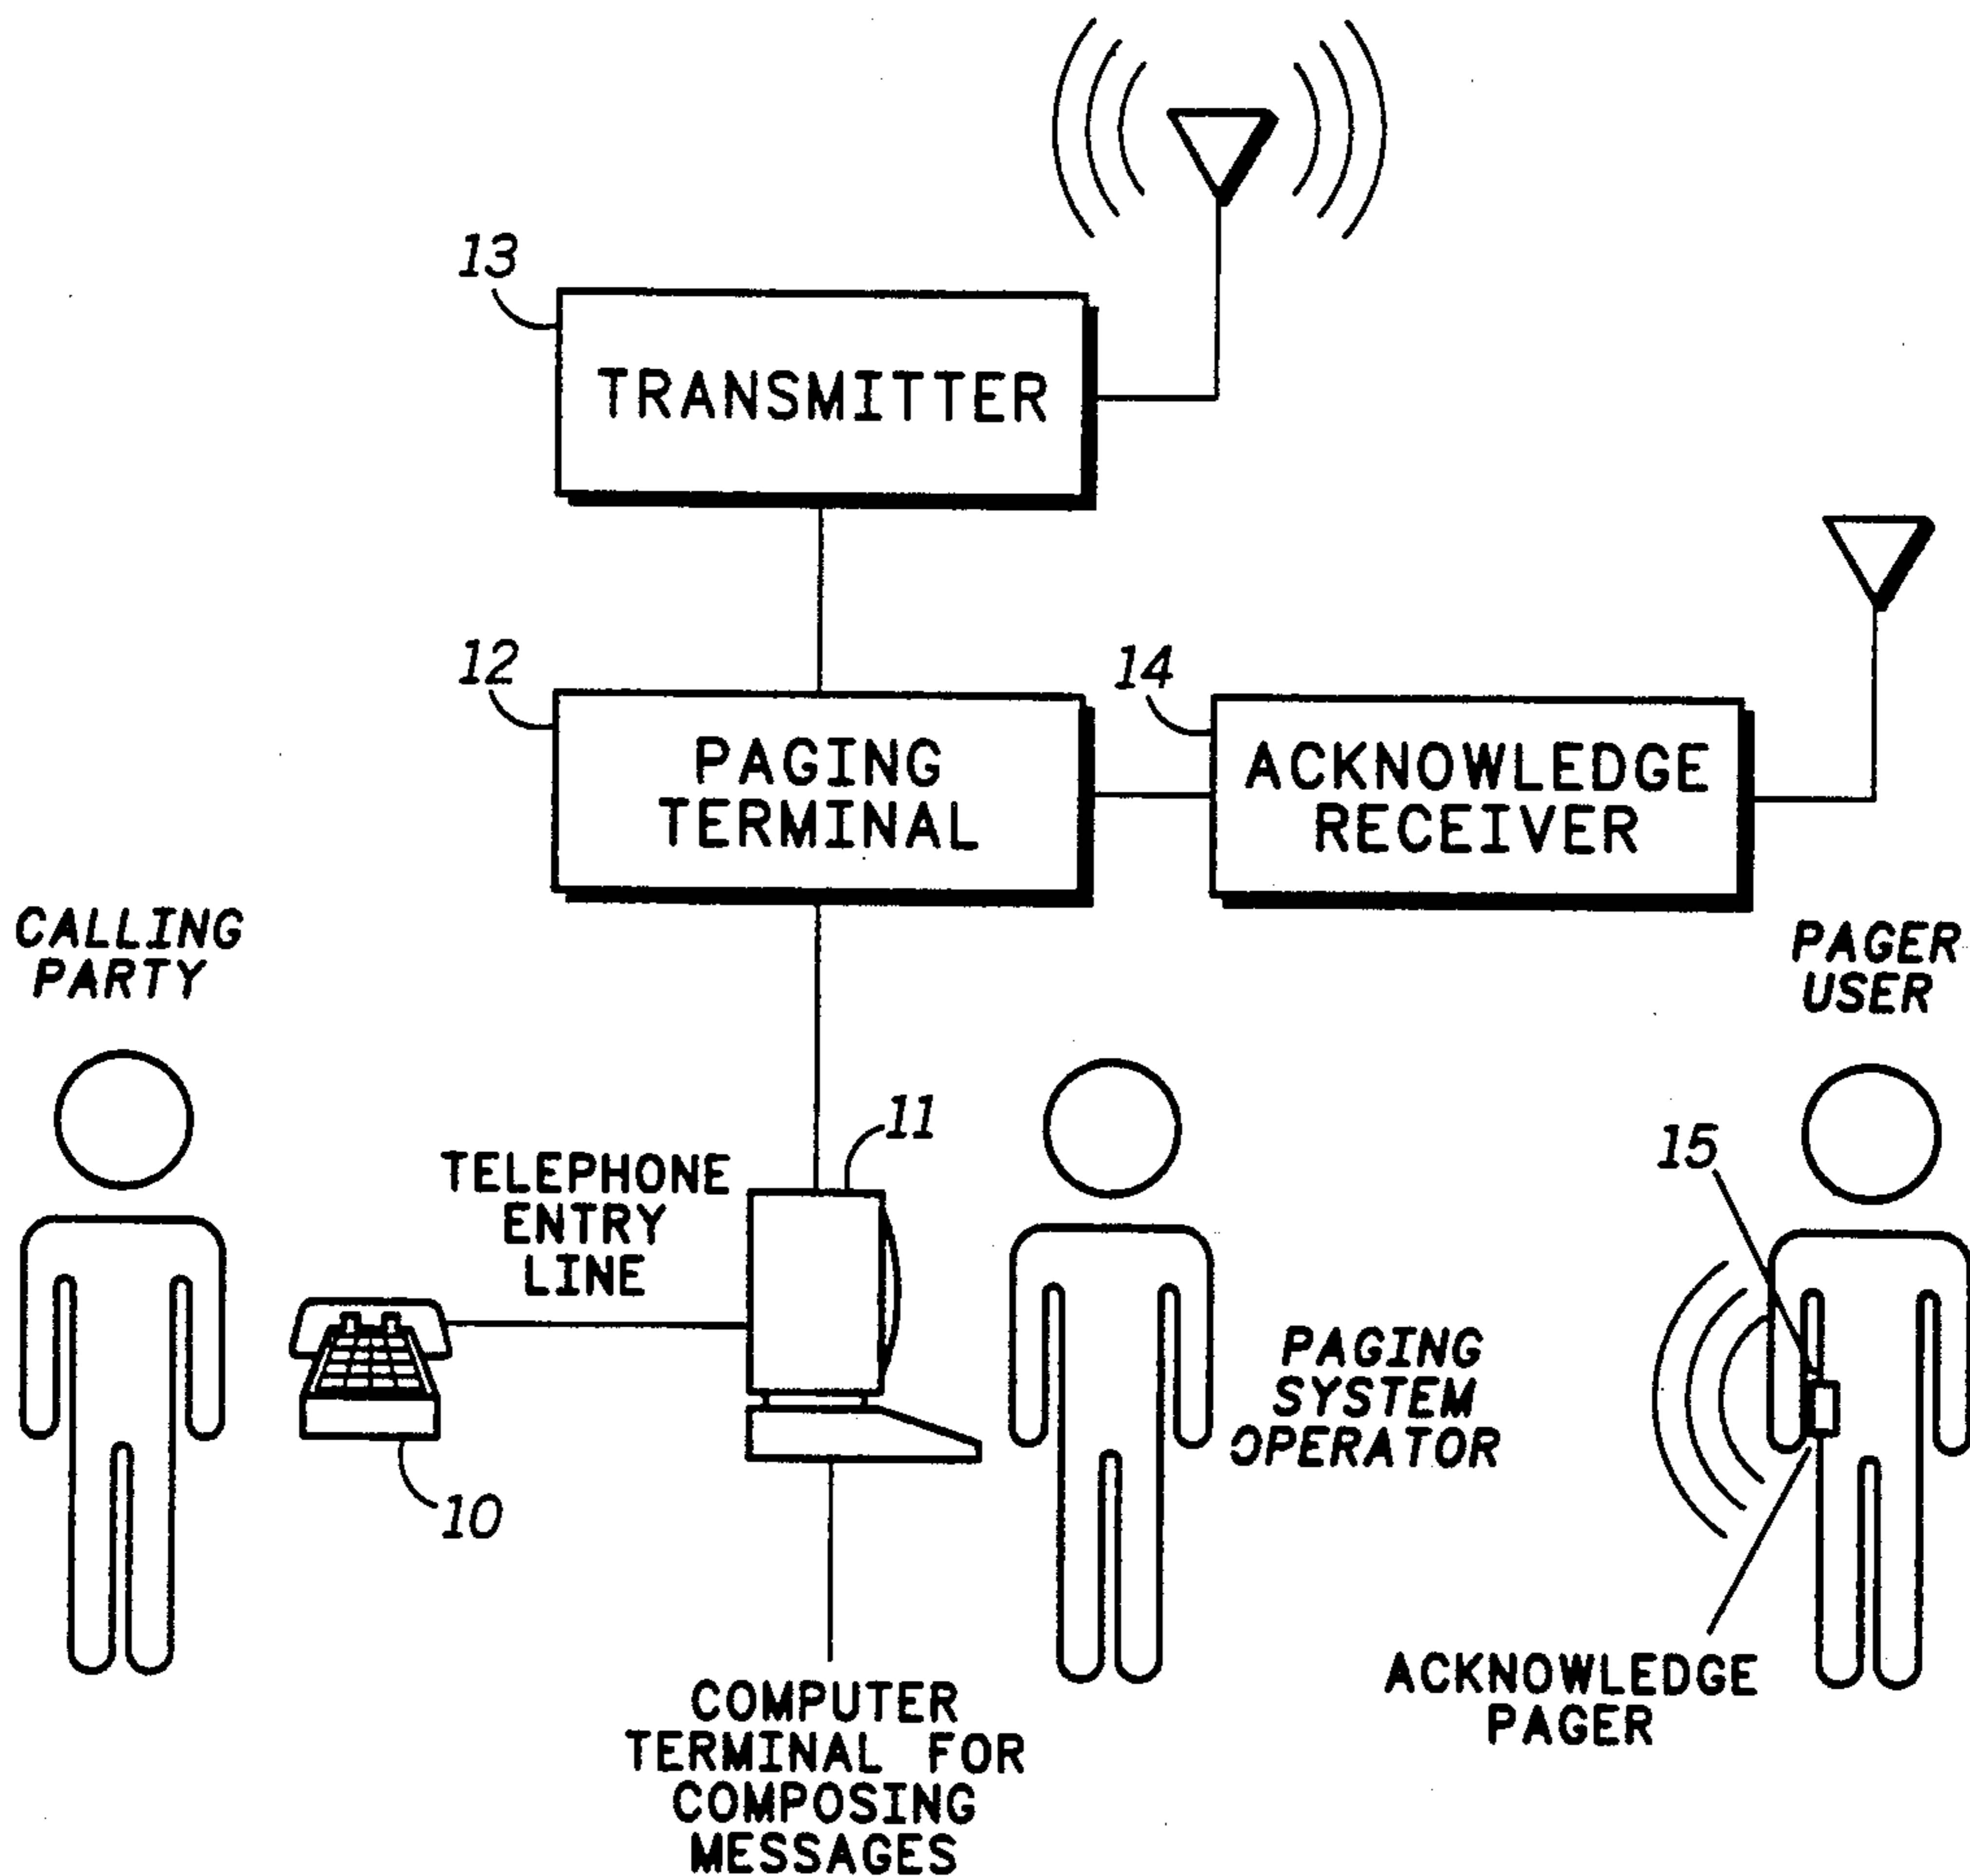 13
TRANSMITTER
12
PAGING
TERMINAL
14
ACKNOWLEDGE
RECEIVER
CALLING
PARTY
PAGER
USER
11
TELEPHONE
ENTRY
LINE
15
10
PAGING
SYSTEM
OPERATOR
ACKNOWLEDGE
PAGER
COMPUTER
TERMINAL FOR
COMPOSING
MESSAGES